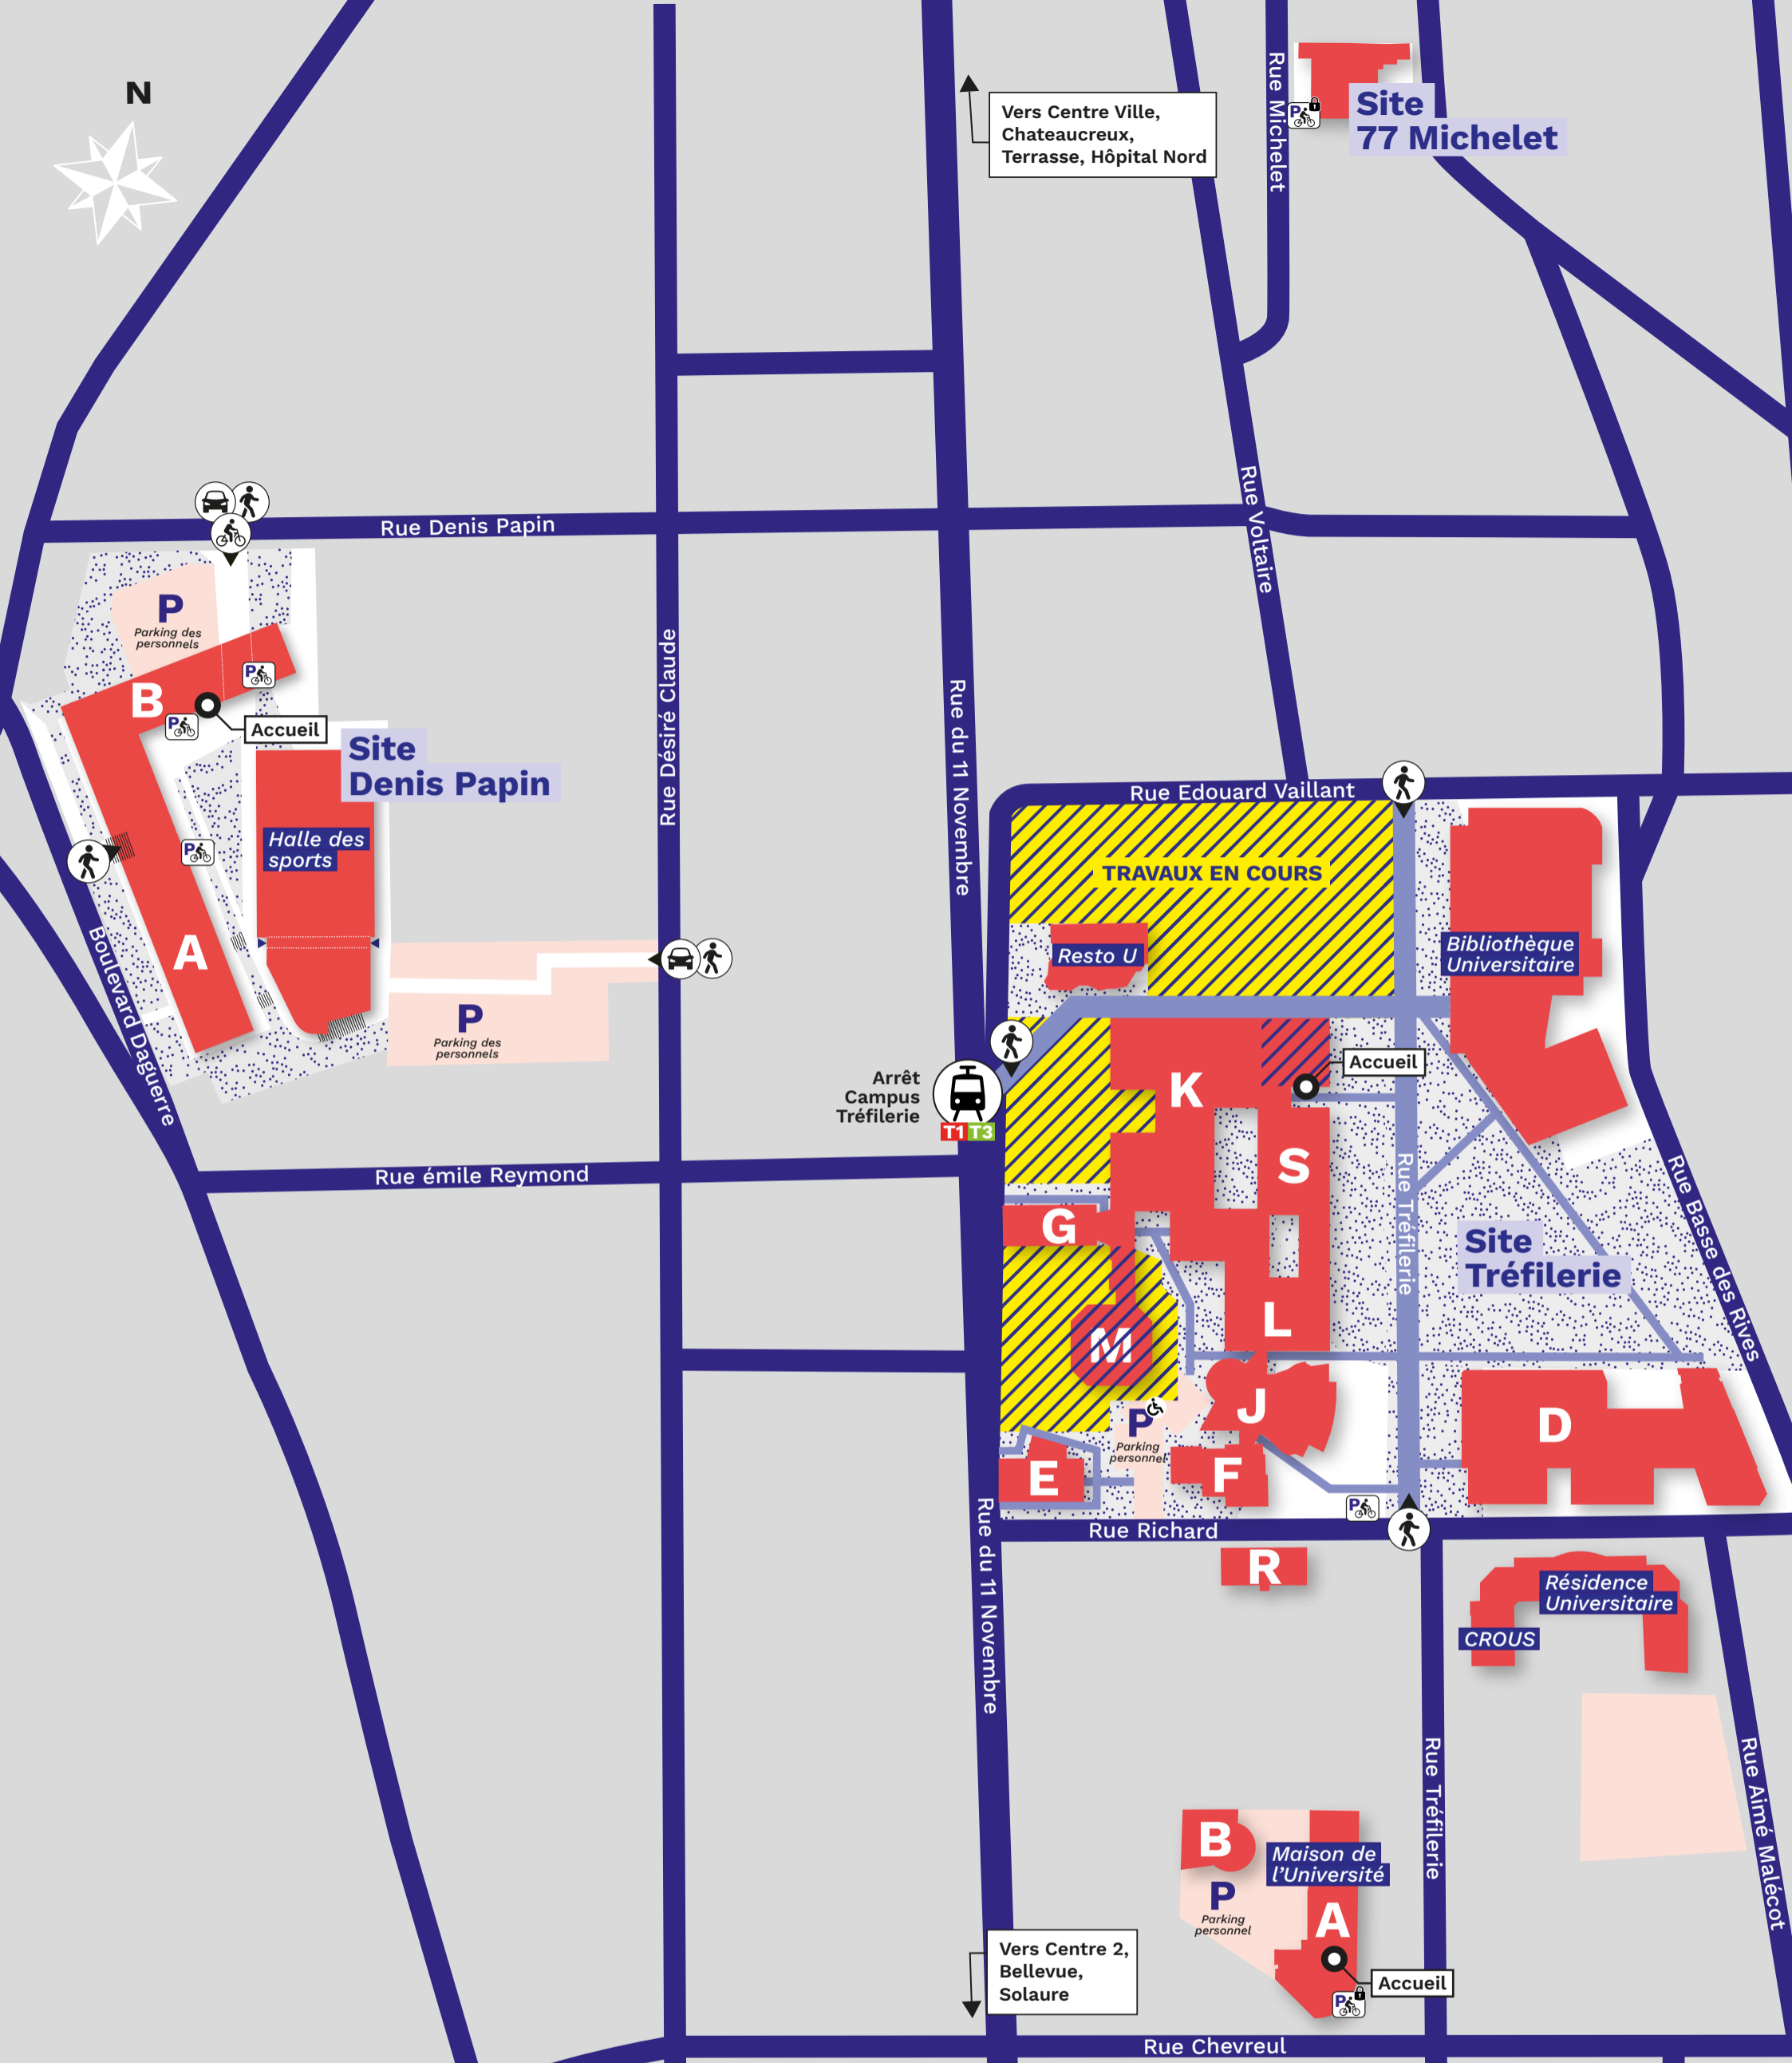 N
Vers Centre Ville,
Chateaucreux,
Terrasse, Hôpital Nord
Rue Michelet
P
Site
77 Michelet
Rue Denis Papin
Rue Voltaire
P
Parking des
personnels
P
B
P
Accueil
Site
Denis Papin
Halle des
sports
P
A
Boulevard Daguerre
P
Parking des
personnels
Rue Désiré Claude
Rue du 11 Novembre
Rue Edouard Vaillant
TRAVAUX EN COURS
Resto U
Bibliothèque
Universitaire
Arrêt
Campus
Tréfilerie
T1 T3
K
Accueil
S
Rue Tréfilerie
Rue émile Reymond
G
Site
Tréfilerie
Rue Basse des Rives
M
L
J
D
P
Parking
personnel
E
F
P
Rue Richard
Rue du 11 Novembre
R
Résidence
Universitaire
CROUS
Rue Tréfilerie
Rue Aimé Malécot
B
Maison de
l'Université
P
Parking
personnel
A
Accueil
P
Vers Centre 2,
Bellevue,
Solaure
Rue Chevreul